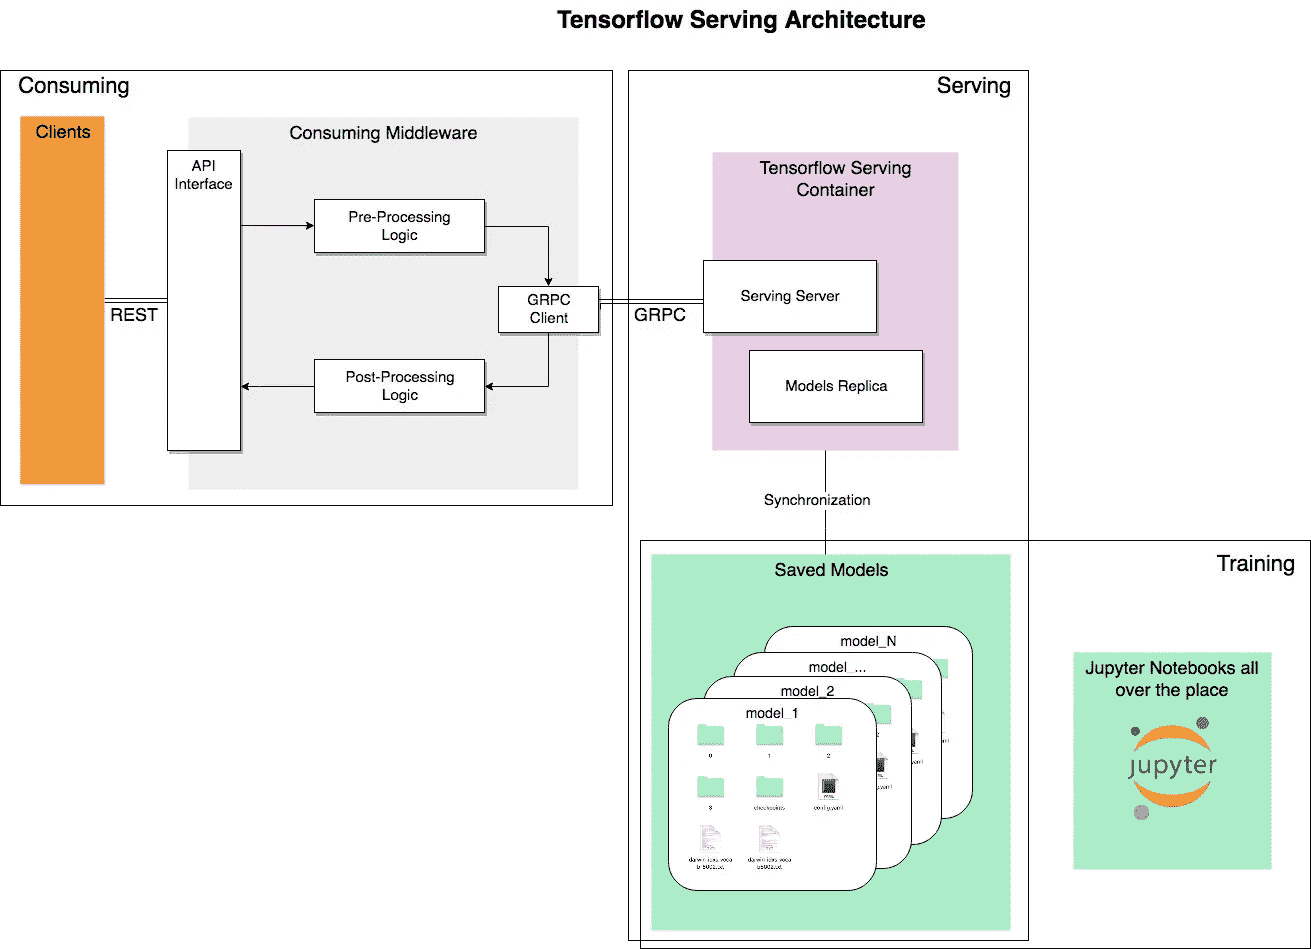 Tensorflow Serving Architecture
Consuming
Clients
Consuming Middleware
API
Interface
Pre-Processing
Logic
GRPC
Client
Post-Processing
Logic
REST
GRPC
Serving
Tensorflow Serving
Container
Serving Server
Models Replica
Synchronization
Training
Saved Models
model_N
model_...
model_2
model_1
0
1
2
3
checkpoints
config.yaml
Jupyter Notebooks all
over the place
jupyter